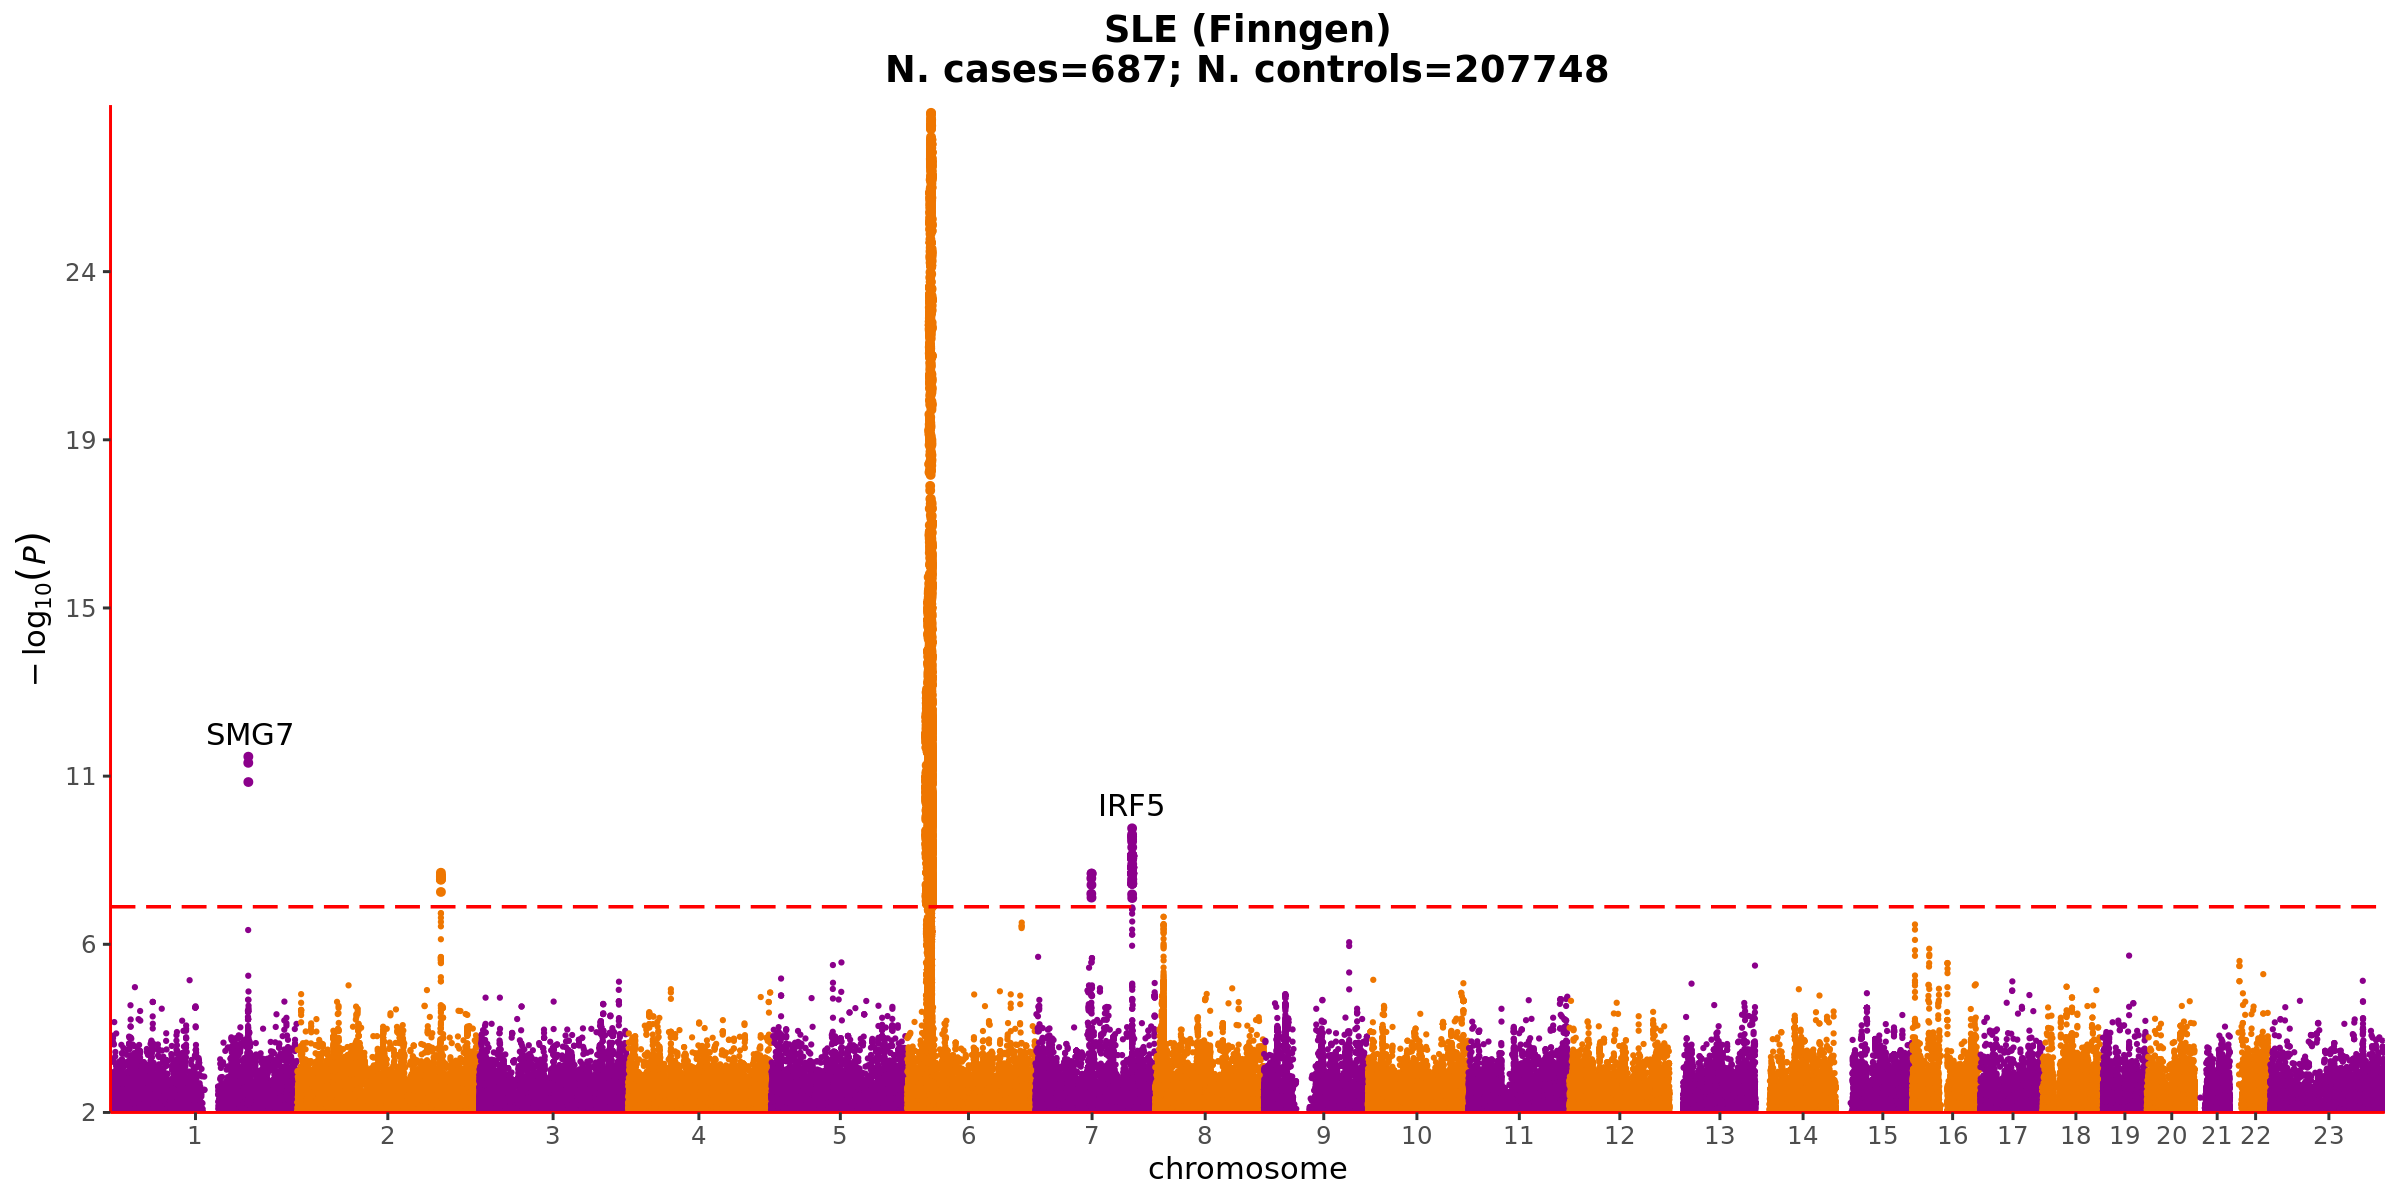 SLE (Finngen)
N. cases=687; N. controls=207748
24
19
15
11
6
2
− log₁₀(P)
SMG7
IRF5
1 2 3 4 5 6 7 8 9 10 11 12 13 14 15 16 17 18 19 20 21 22 23
chromosome